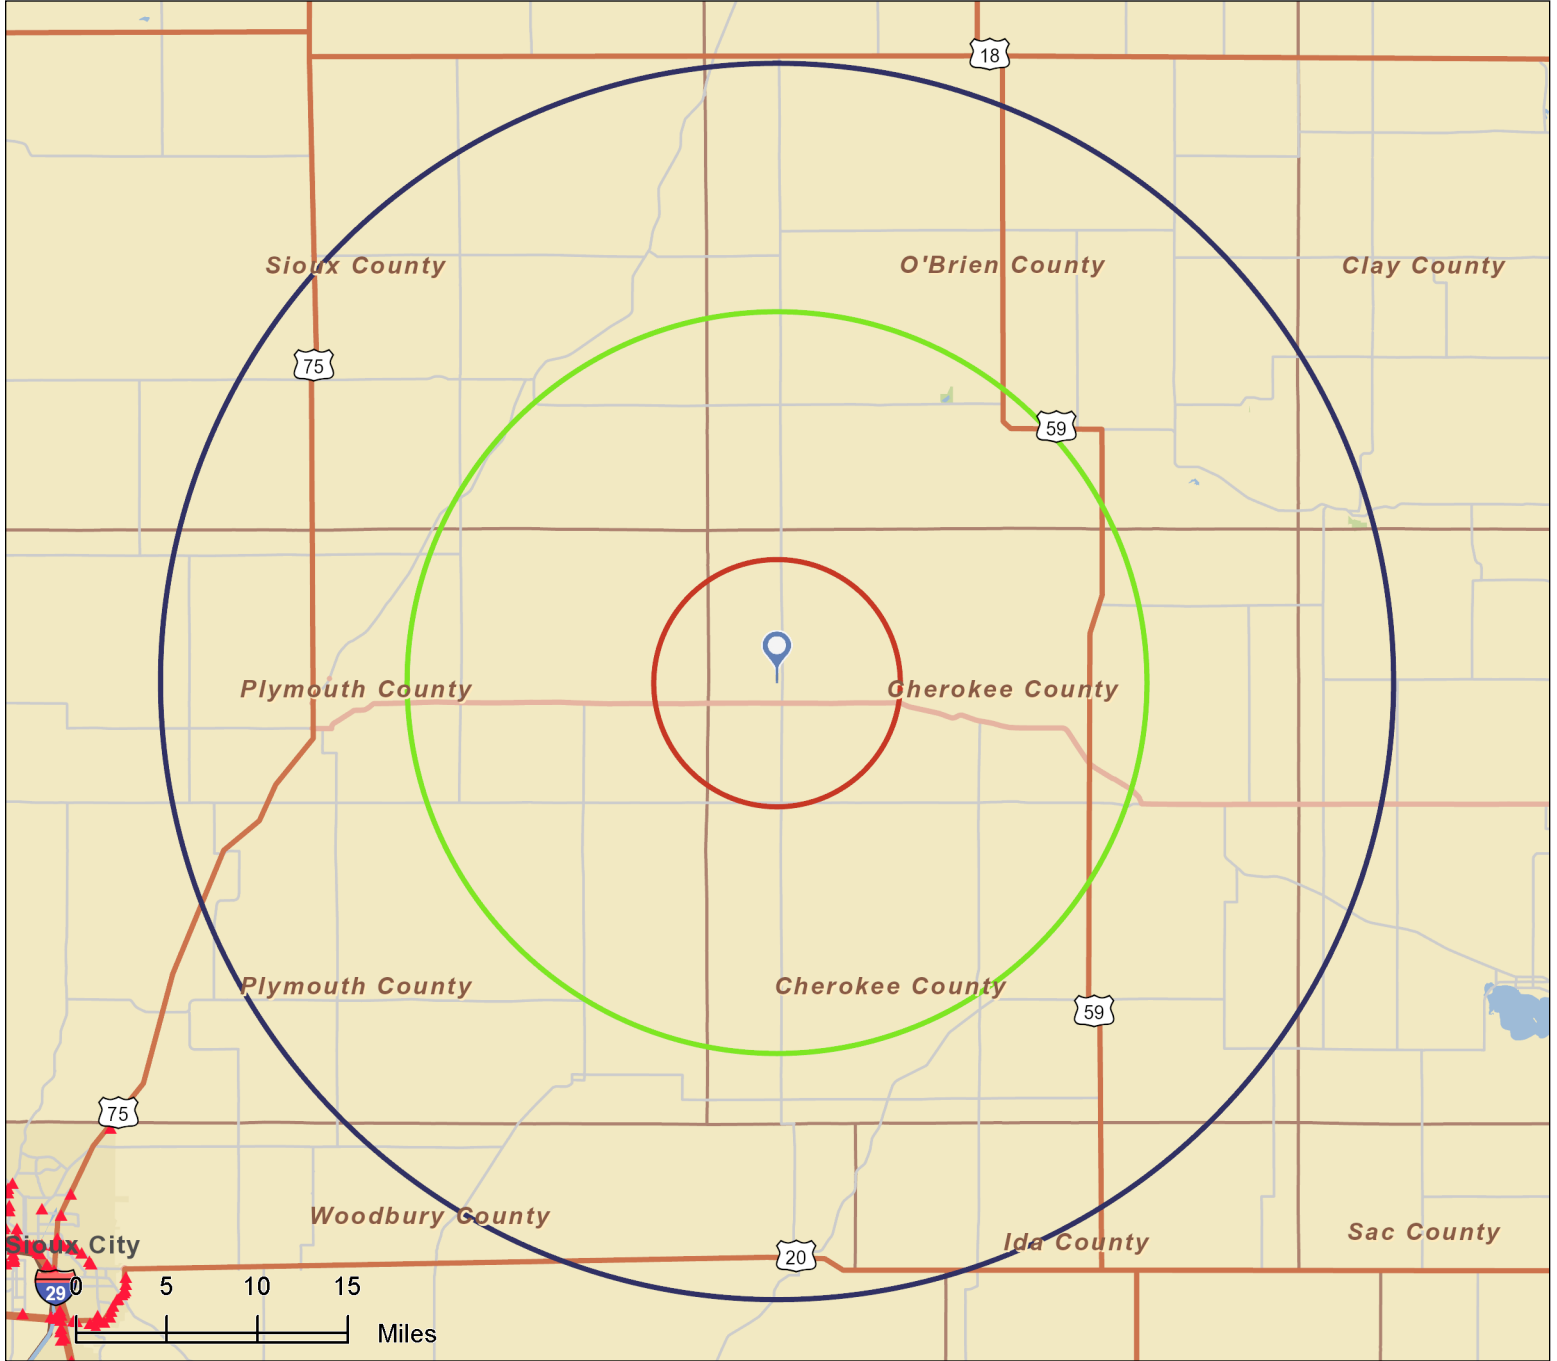 18
Sioux County
O'Brien County
Clay County
75
59
Plymouth County
Cherokee County
Plymouth County
Cherokee County
59
75
Woodbury County
Sioux City
Ida County
Sac County
20
29
0 5 10 15
Miles